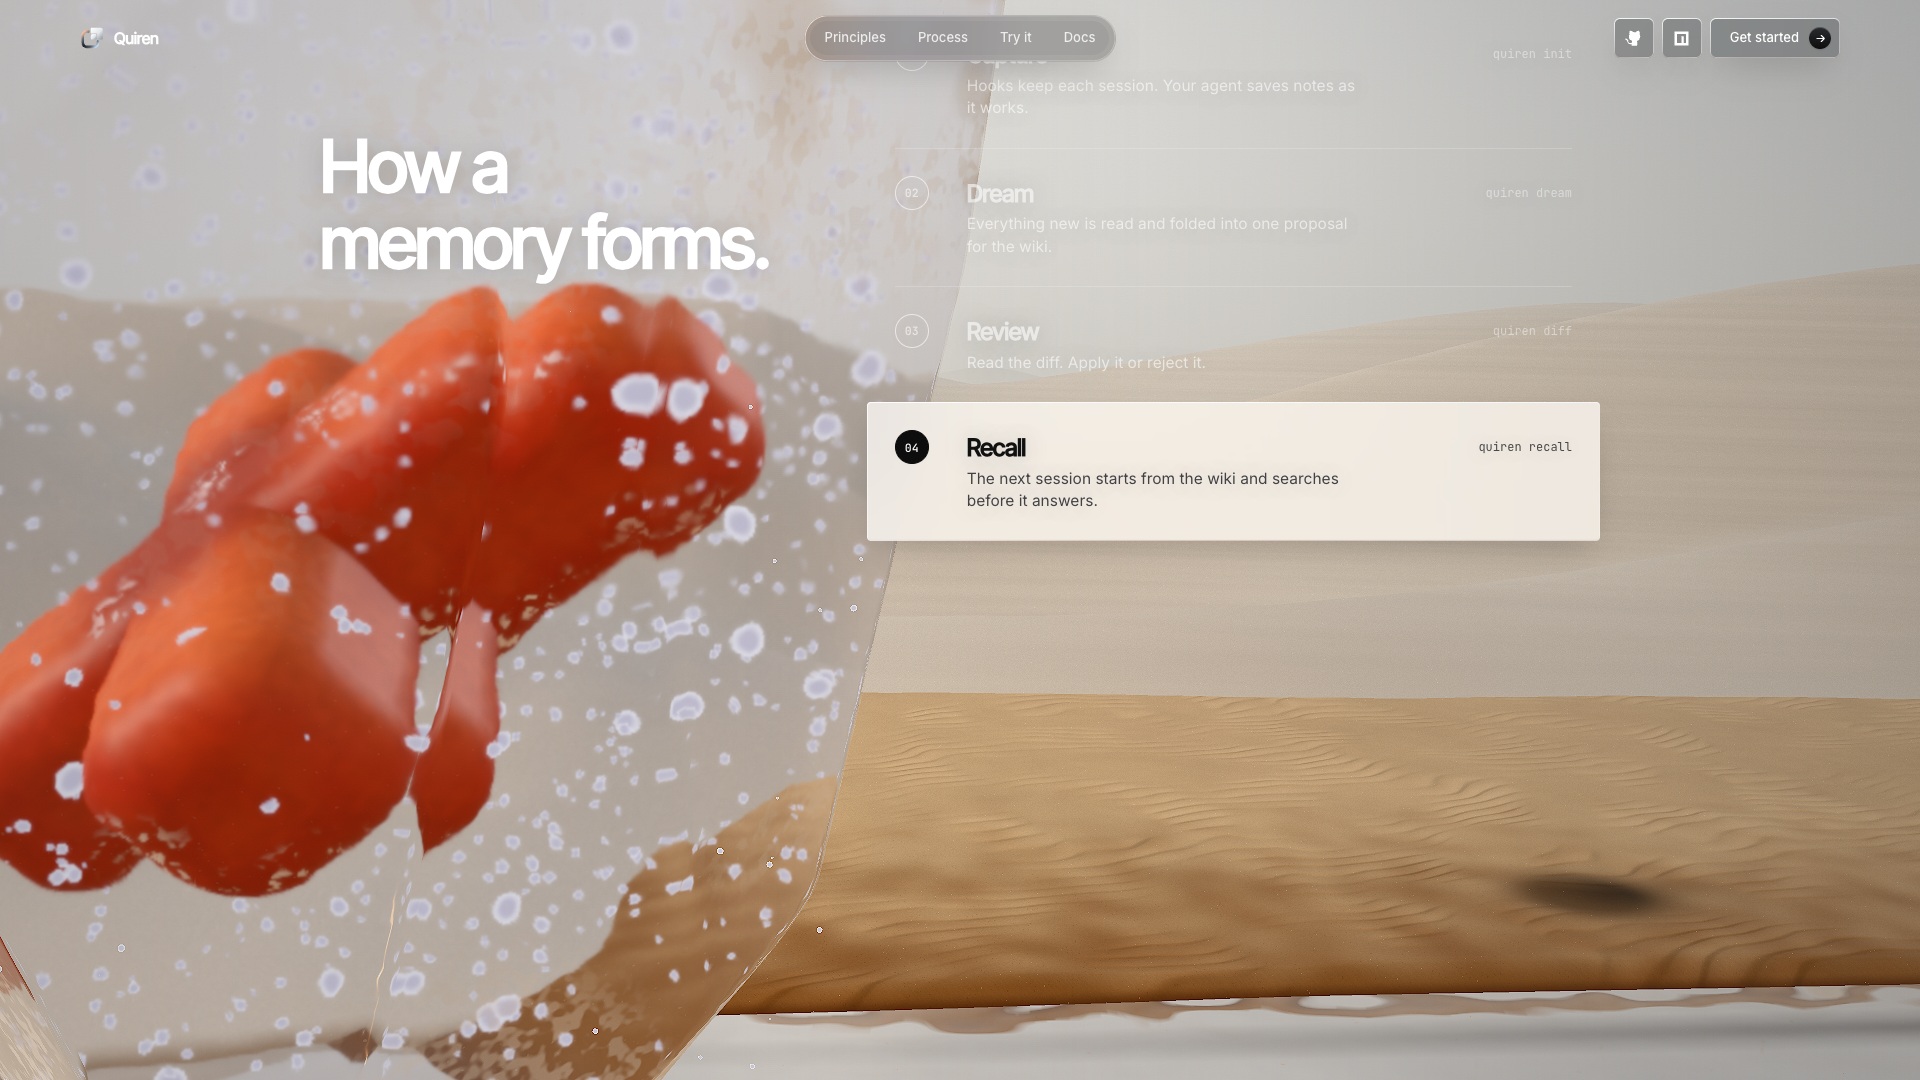 Quiren
Principles
Process
Try it
Docs
Get started
How a
memory forms.
Capture
quiren init
Hooks keep each session. Your agent saves notes as
it works.
02
Dream
quiren dream
Everything new is read and folded into one proposal
for the wiki.
03
Review
quiren diff
Read the diff. Apply it or reject it.
04
Recall
quiren recall
The next session starts from the wiki and searches
before it answers.